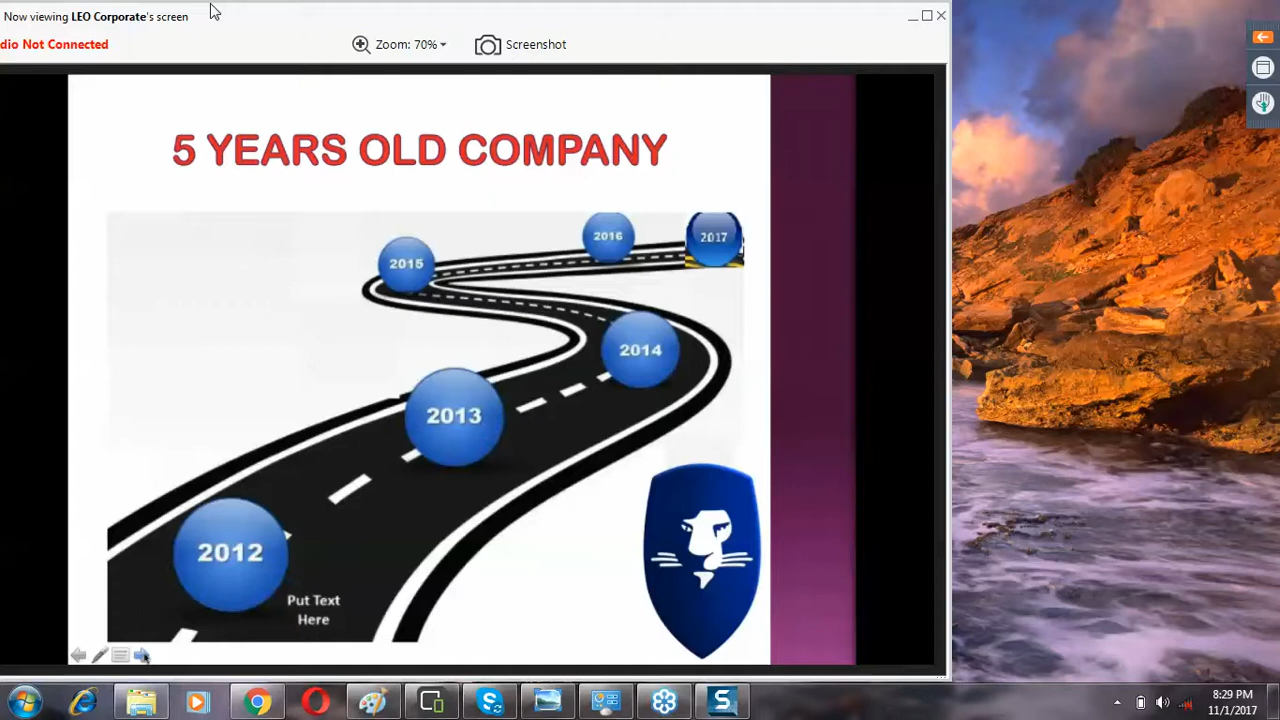 Now viewing LEO Corporate's screen
dio Not Connected
Zoom: 70%
Screenshot
5 YEARS OLD COMPANY
2015
2016
2017
2014
2013
2012
Put Text
Here
8:29 PM
11/1/2017